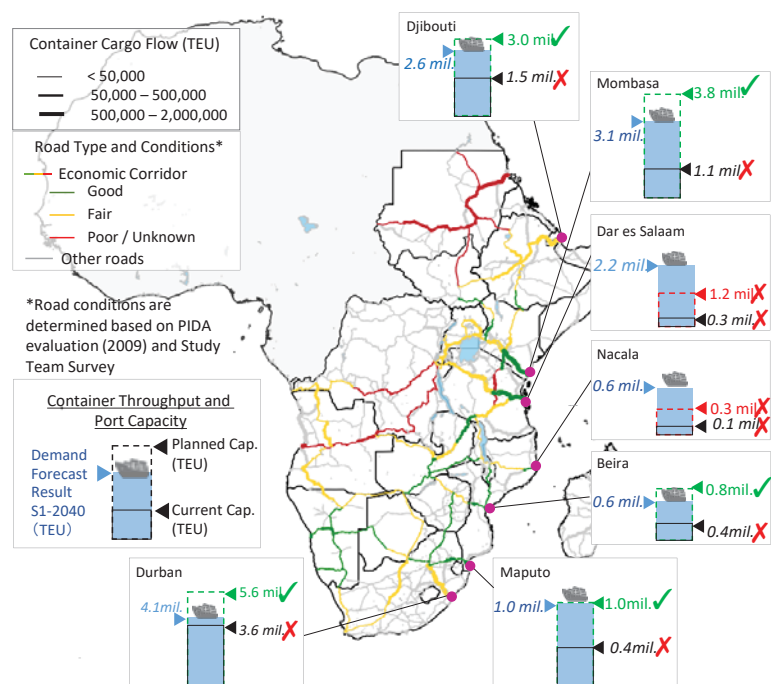 Container Cargo Flow (TEU)
< 50,000
50,000 – 500,000
500,000 – 2,000,000
Road Type and Conditions*
Economic Corridor
Good
Fair
Poor / Unknown
Other roads
*Road conditions are
determined based on PIDA
evaluation (2009) and Study
Team Survey
Container Throughput and
Port Capacity
Demand
Forecast
Result
S1-2040
(TEU)
Planned Cap.
(TEU)
Current Cap.
(TEU)
Djibouti
3.0 mil.
2.6 mil.
1.5 mil.
Mombasa
3.8 mil.
3.1 mil.
1.1 mil.
Dar es Salaam
2.2 mil.
1.2 mil.
0.3 mil.
Nacala
0.6 mil.
0.3 mil.
0.1 mil.
Beira
0.8mil.
0.6 mil.
0.4mil.
Durban
5.6 mil.
4.1mil.
3.6 mil.
Maputo
1.0 mil.
1.0mil.
0.4mil.